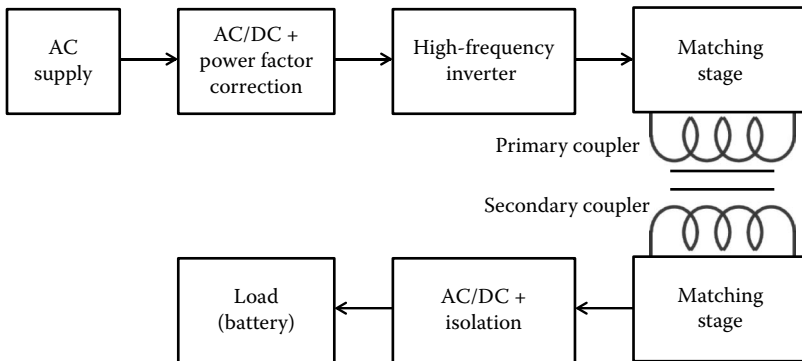 AC
supply
AC/DC +
power factor
correction
High-frequency
inverter
Matching
stage
Primary coupler
Secondary coupler
Load
(battery)
AC/DC +
isolation
Matching
stage